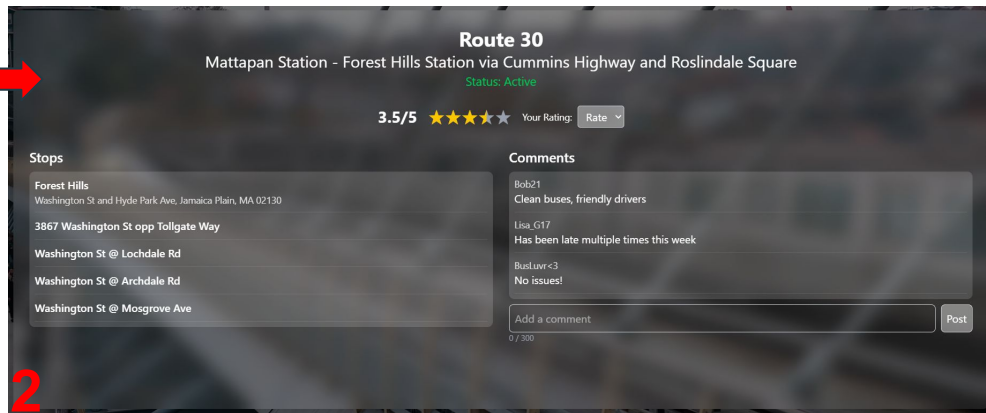 Route 30
Mattapan Station - Forest Hills Station via Cummins Highway and Roslindale Square
Status: Active
3.5/5 Your Rating: Rate
Stops
Forest Hills
Washington St and Hyde Park Ave, Jamaica Plain, MA 02130
3867 Washington St opp Tollgate Way
Washington St @ Lochdale Rd
Washington St @ Archdale Rd
Washington St @ Mosgrove Ave
Comments
Bob21
Clean buses, friendly drivers
Lisa_G17
Has been late multiple times this week
BusLuvr<3
No issues!
Add a comment
Post
0 / 300
2